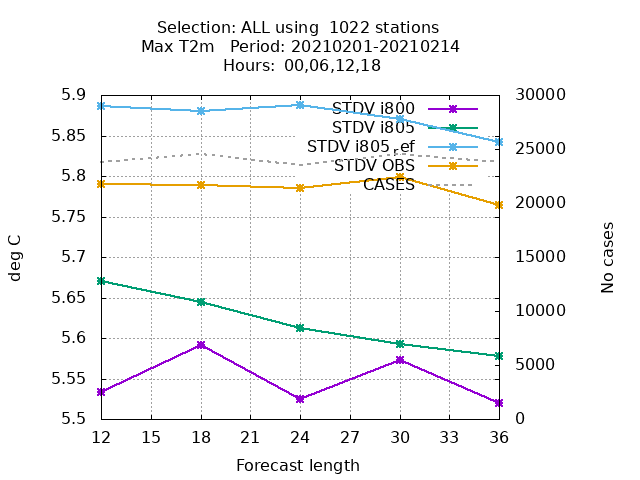 Selection: ALL using  1022 stations
Max T2m   Period: 20210201-20210214
Hours: 00,06,12,18
5.9
5.85
5.8
5.75
5.7
5.65
5.6
5.55
5.5
30000
25000
20000
15000
10000
5000
0
STDV i800
STDV i805
STDV i805_ref
STDV OBS
CASES
deg C
No cases
12 15 18 21 24 27 30 33 36
Forecast length